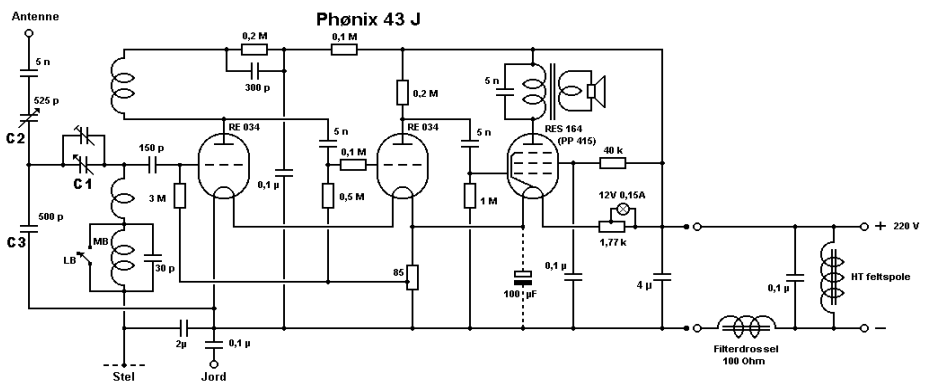 Phønix 43 J
Antenne
5 n
525 p
C2
C1
150 p
500 p
C3
3 M
MB
LB
30 p
2µ
0,1 µ
Stel
Jord
0,2 M
300 p
0,1 M
RE 034
5 n
0,1 M
0,5 M
0,1 µ
0,2 M
RE 034
5 n
1 M
85
5 n
RES 164
(PP 415)
40 k
12V 0,15A
1,77 k
100 µF
0,1 µ
4 µ
+ 220 V
0,1 µ
HT feltspole
−
Filterdrossel
100 Ohm